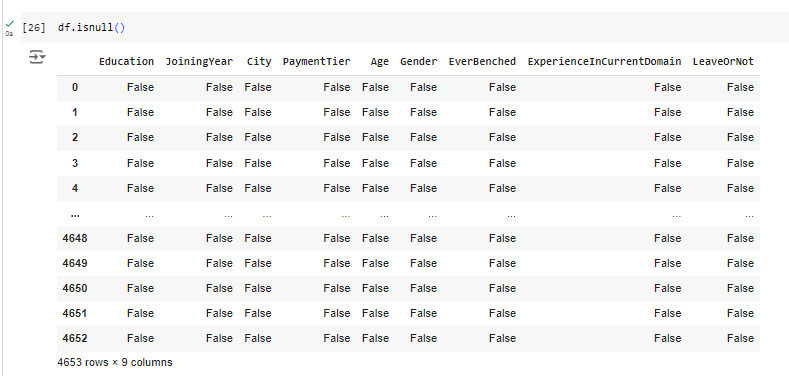 [26] df.isnull()
0s
Education JoiningYear City PaymentTier Age Gender EverBenched ExperienceInCurrentDomain LeaveOrNot
0 False False False False False False False False False
1 False False False False False False False False False
2 False False False False False False False False False
3 False False False False False False False False False
4 False False False False False False False False False
... ... ... ... ... ... ... ... ... ...
4648 False False False False False False False False False
4649 False False False False False False False False False
4650 False False False False False False False False False
4651 False False False False False False False False False
4652 False False False False False False False False False
4653 rows × 9 columns